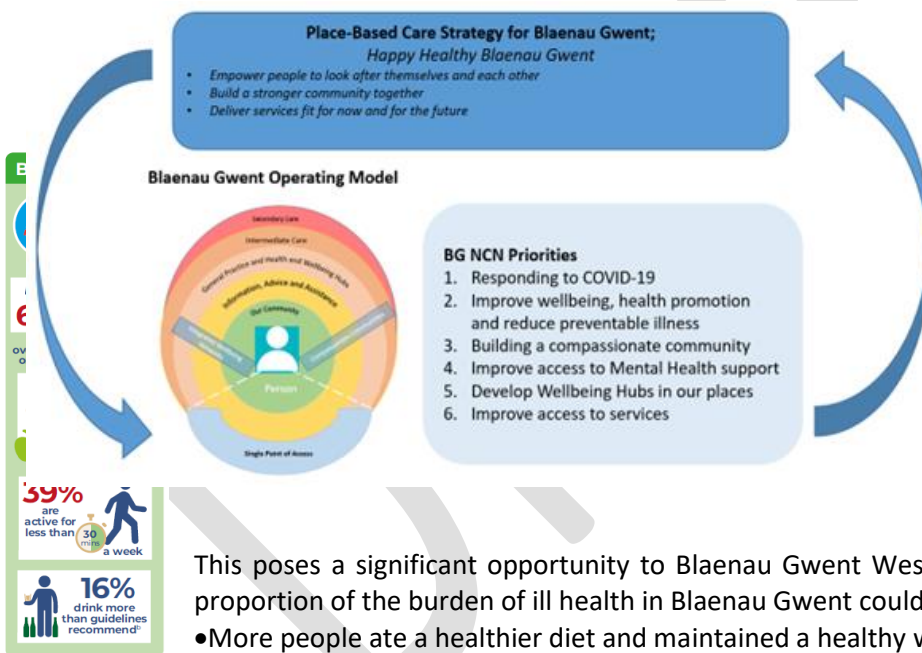 Place-Based Care Strategy for Blaenau Gwent;
Happy Healthy Blaenau Gwent
• Empower people to look after themselves and each other
• Build a stronger community together
• Deliver services fit for now and for the future
Blaenau Gwent Operating Model
Secondary Care
Intermediate Care
General Practice and Health and Wellbeing Hubs
Information, Advice and Assistance
Our Community
Person
Single Point of Access
BG NCN Priorities
1. Responding to COVID-19
2. Improve wellbeing, health promotion
and reduce preventable illness
3. Building a compassionate community
4. Improve access to Mental Health support
5. Develop Wellbeing Hubs in our places
6. Improve access to services
39%
are
active for
less than
30
mins
a week
16%
drink more
than guidelines
recommend
This poses a significant opportunity to Blaenau Gwent Wes
proportion of the burden of ill health in Blaenau Gwent could
•More people ate a healthier diet and maintained a healthy w